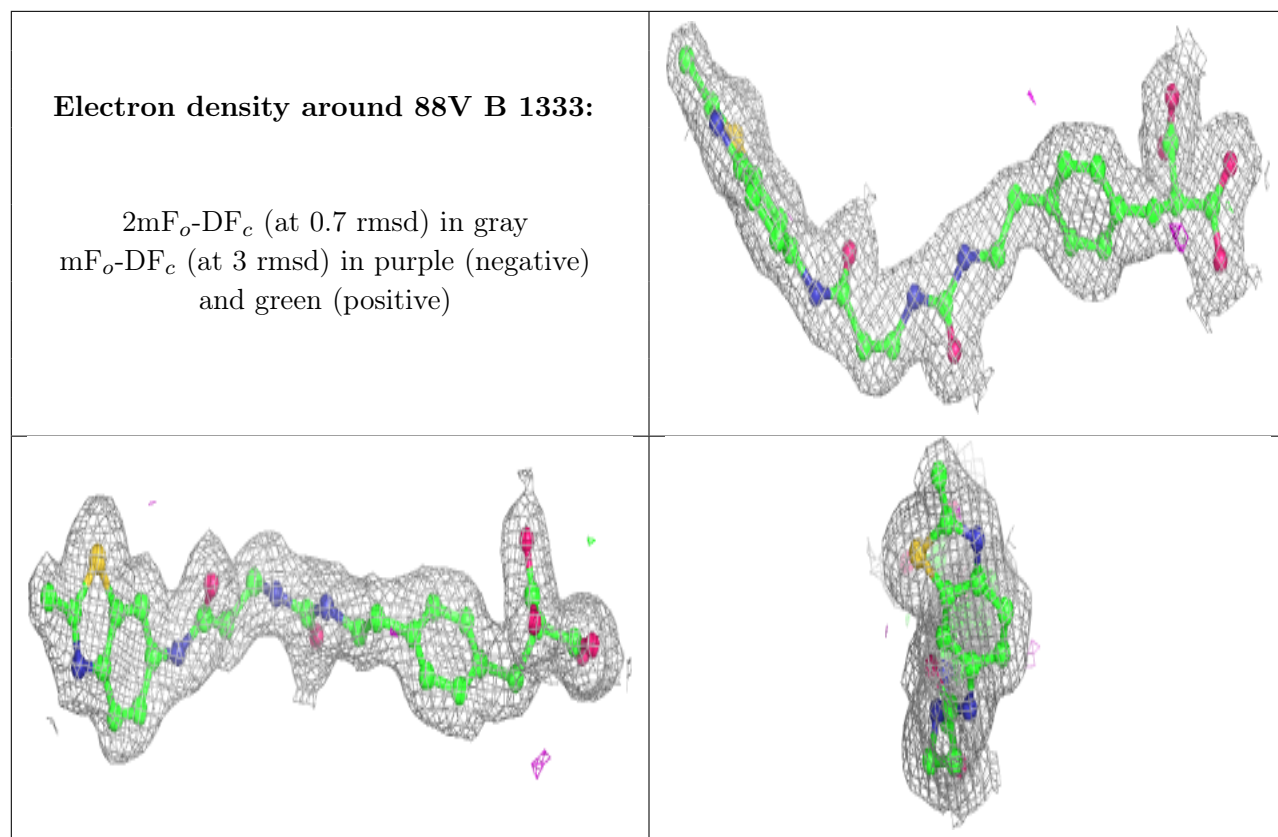 Electron density around 88V B 1333:
2mFo-DFc (at 0.7 rmsd) in gray
mFo-DFc (at 3 rmsd) in purple (negative)
and green (positive)